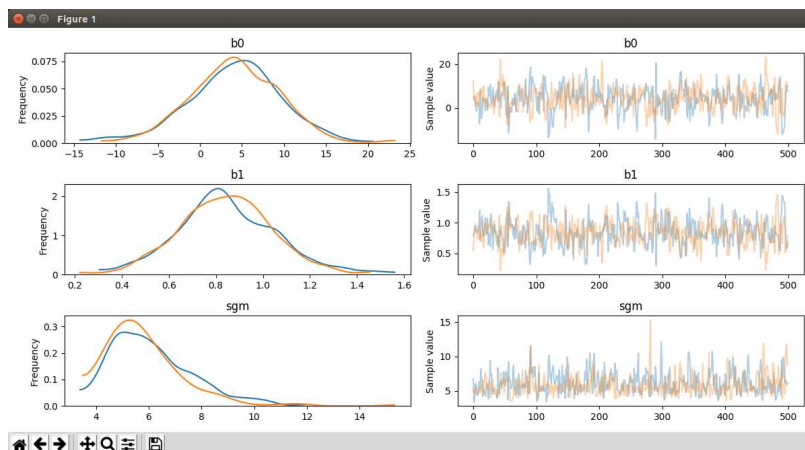 Figure 1
b0
b0
0.075
0.050
0.025
0.000
Frequency
−15 −10 −5 0 5 10 15 20 25
20
0
Sample value
0 100 200 300 400 500
b1
b1
2
1
0
Frequency
0.2 0.4 0.6 0.8 1.0 1.2 1.4 1.6
1.5
1.0
0.5
Sample value
0 100 200 300 400 500
sgm
sgm
0.3
0.2
0.1
0.0
Frequency
4 6 8 10 12 14
15
10
5
Sample value
0 100 200 300 400 500